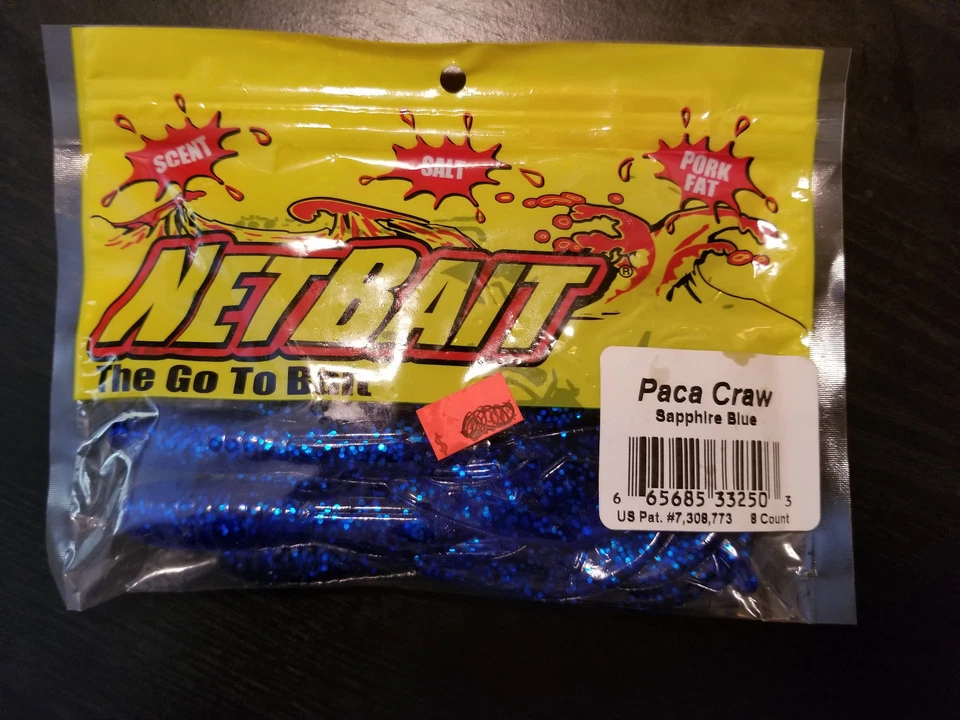 SCENT
SALT
PORK
FAT
NETBAIT®
The Go To Bait
$
Paca Craw
Sapphire Blue
6 65685 33250 3
US Pat. #7,308,773 8 Count